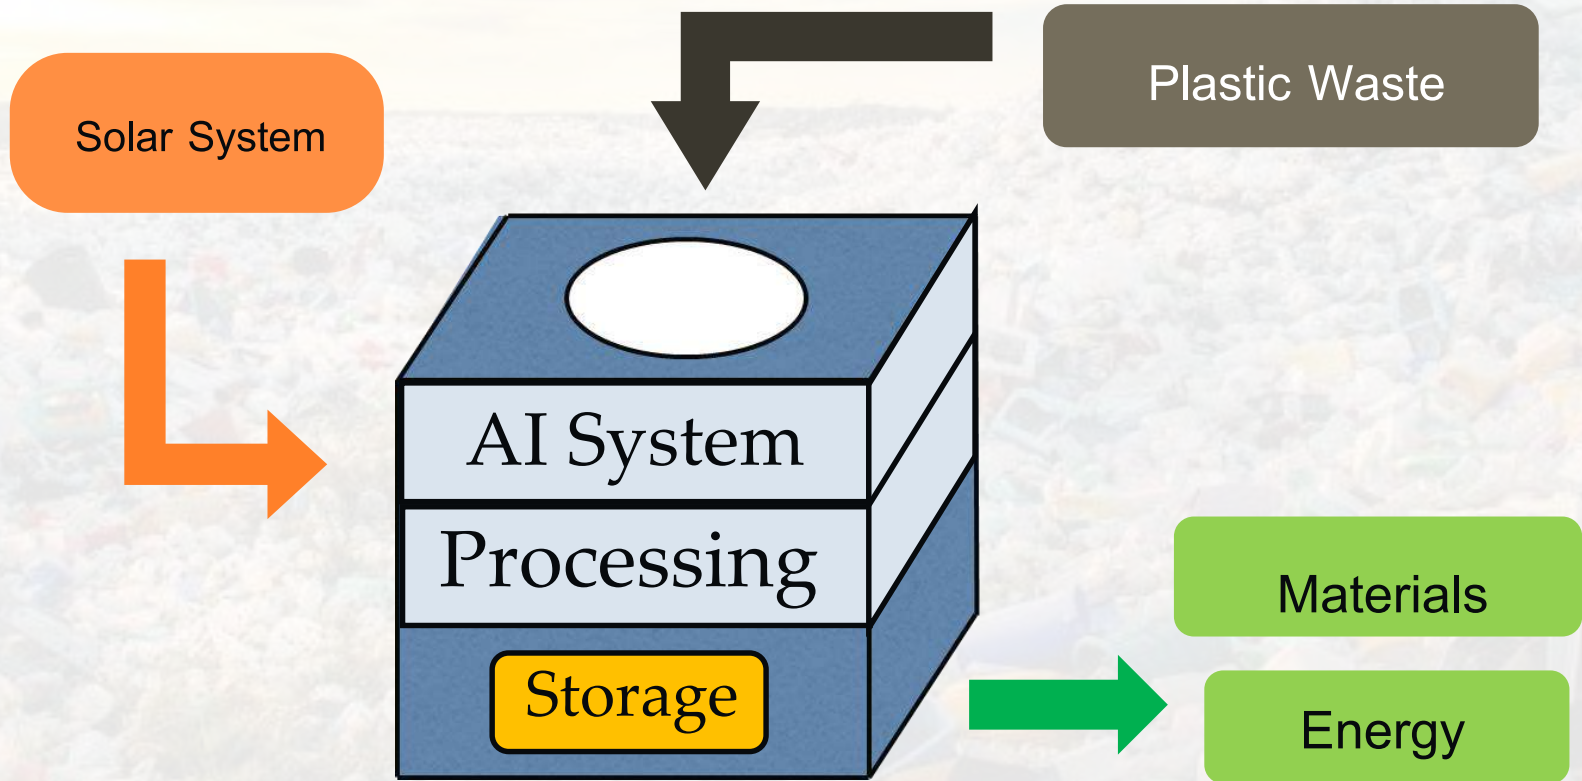 Plastic Waste
Solar System
AI System
Processing
Materials
Storage
Energy